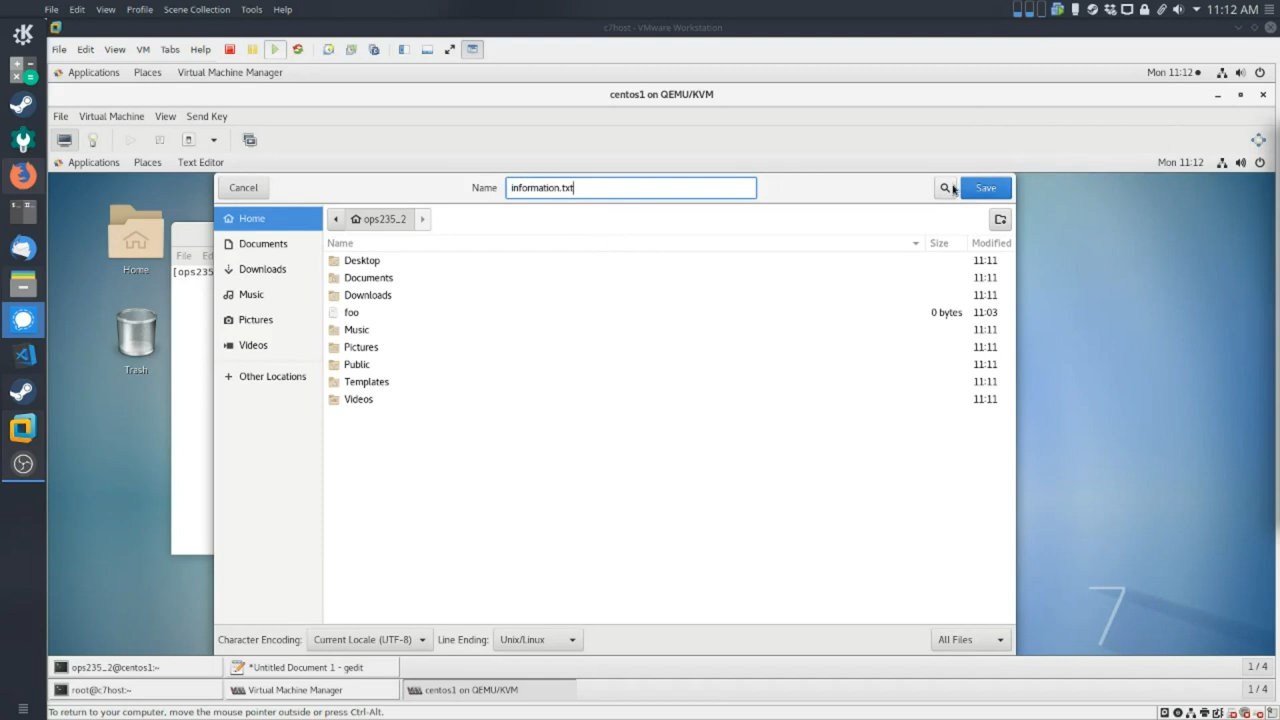 File Edit View Profile Scene Collection Tools Help 11:12 AM
c7host - VMware Workstation
File Edit View VM Tabs Help
Applications Places Virtual Machine Manager Mon 11:12
centos1 on QEMU/KVM
File Virtual Machine View Send Key
Applications Places Text Editor Mon 11:12
Cancel Name information.txt Save
Home ops235_2
Documents Name Size Modified
File Ed
[ops235
Home
Trash
Downloads
Music
Pictures
Videos
Other Locations
Desktop 11:11
Documents 11:11
Downloads 11:11
foo 0 bytes 11:03
Music 11:11
Pictures 11:11
Public 11:11
Templates 11:11
Videos 11:11
7
Character Encoding: Current Locale (UTF-8) Line Ending: Unix/Linux All Files
ops235_2@centos1:~ *Untitled Document 1 - gedit 1 / 4
root@c7host:~ Virtual Machine Manager centos1 on QEMU/KVM 1 / 4
To return to your computer, move the mouse pointer outside or press Ctrl-Alt.